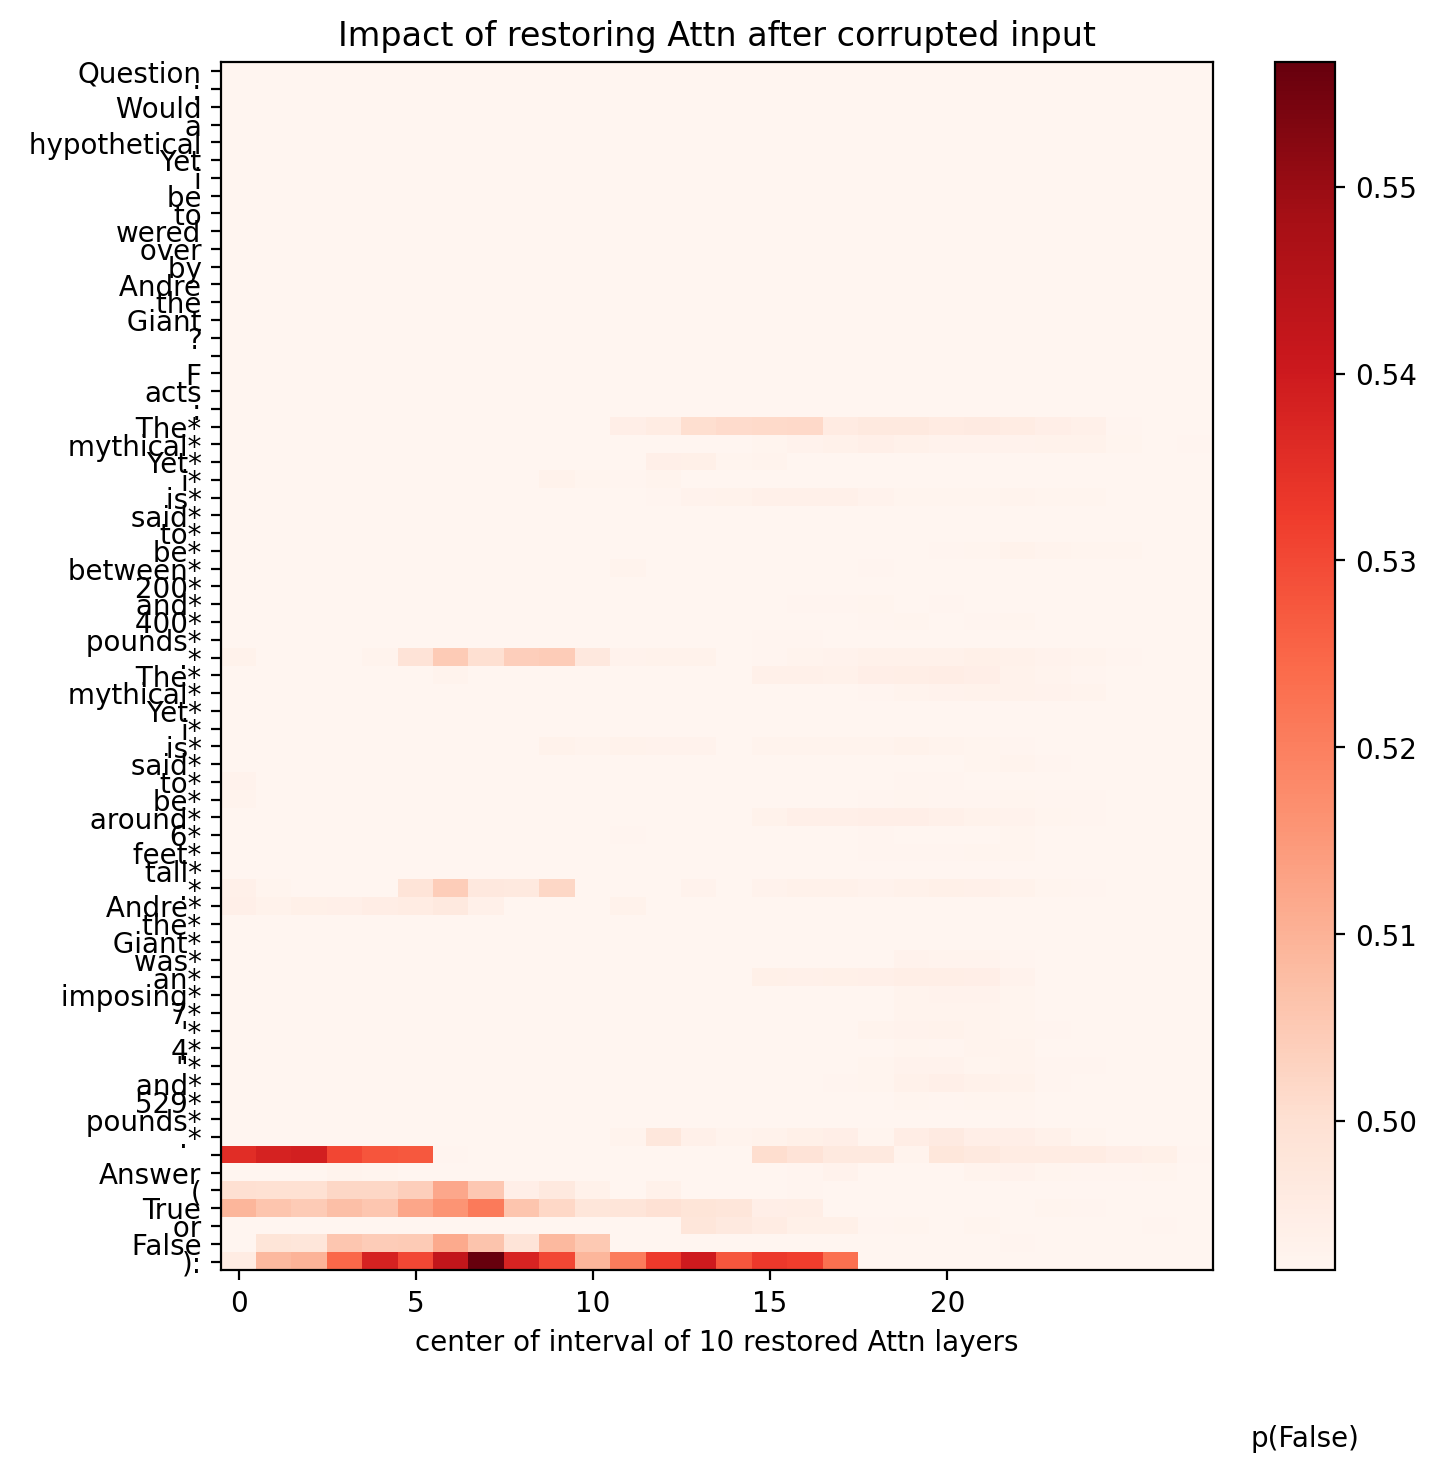 Impact of restoring Attn after corrupted input
Question
:
Would
a
hypothetical
Yet
i
be
to
wered
over
by
Andre
the
Giant
?
F
acts
:
The*
mythical*
Yet*
i*
is*
said*
to*
be*
between*
200*
and*
400*
pounds*
.*
The*
mythical*
Yet*
i*
is*
said*
to*
be*
around*
6*
feet*
tall*
.*
Andre*
the*
Giant*
was*
an*
imposing*
7*
'*
4*
"*
and*
529*
pounds*
.*
Answer
(
True
or
False
):
0 5 10 15 20
center of interval of 10 restored Attn layers
0.55
0.54
0.53
0.52
0.51
0.50
p(False)